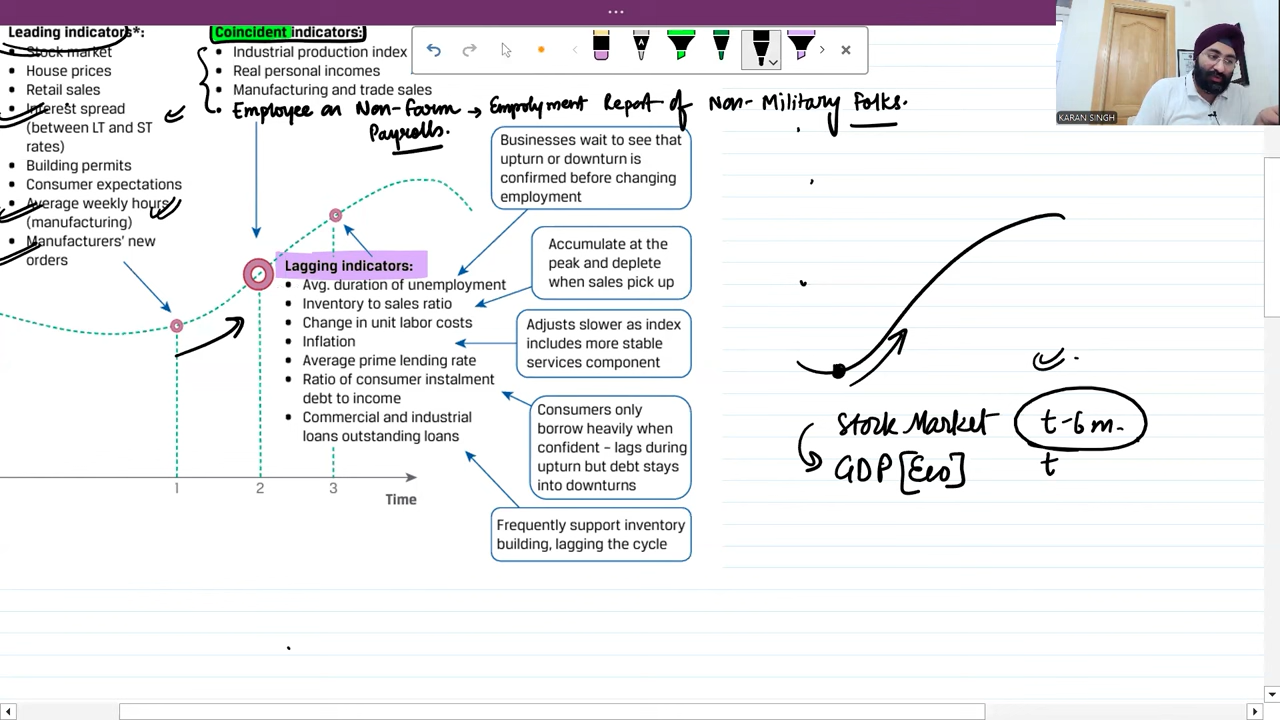 Leading indicators*:
• Stock market
• House prices
• Retail sales
• Interest spread
(between LT and ST
rates)
• Building permits
• Consumer expectations
• Average weekly hours
(manufacturing)
• Manufacturers' new
orders
Coincident indicators:
• Industrial production index
• Real personal incomes
• Manufacturing and trade sales
• Employee on Non-Farm → Empolyment Report of Non-Military Folks.
Payrolls.
Lagging indicators:
• Avg. duration of unemployment
• Inventory to sales ratio
• Change in unit labor costs
• Inflation
• Average prime lending rate
• Ratio of consumer instalment
debt to income
• Commercial and industrial
loans outstanding loans
Businesses wait to see that
upturn or downturn is
confirmed before changing
employment
Accumulate at the
peak and deplete
when sales pick up
Adjusts slower as index
includes more stable
services component
Consumers only
borrow heavily when
confident – lags during
upturn but debt stays
into downturns
Frequently support inventory
building, lagging the cycle
1 2 3
Time
Stock Market t-6m.
GDP [Eco] t
KARAN SINGH